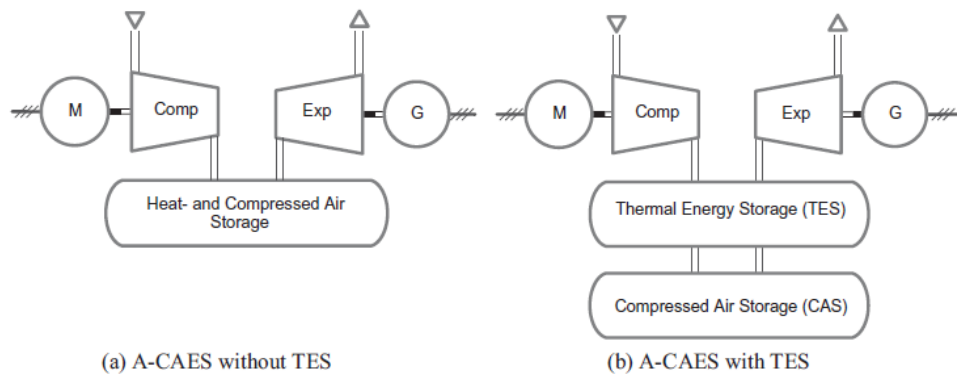 M
Comp
Exp
G
Heat- and Compressed Air
Storage
(a) A-CAES without TES
M
Comp
Exp
G
Thermal Energy Storage (TES)
Compressed Air Storage (CAS)
(b) A-CAES with TES